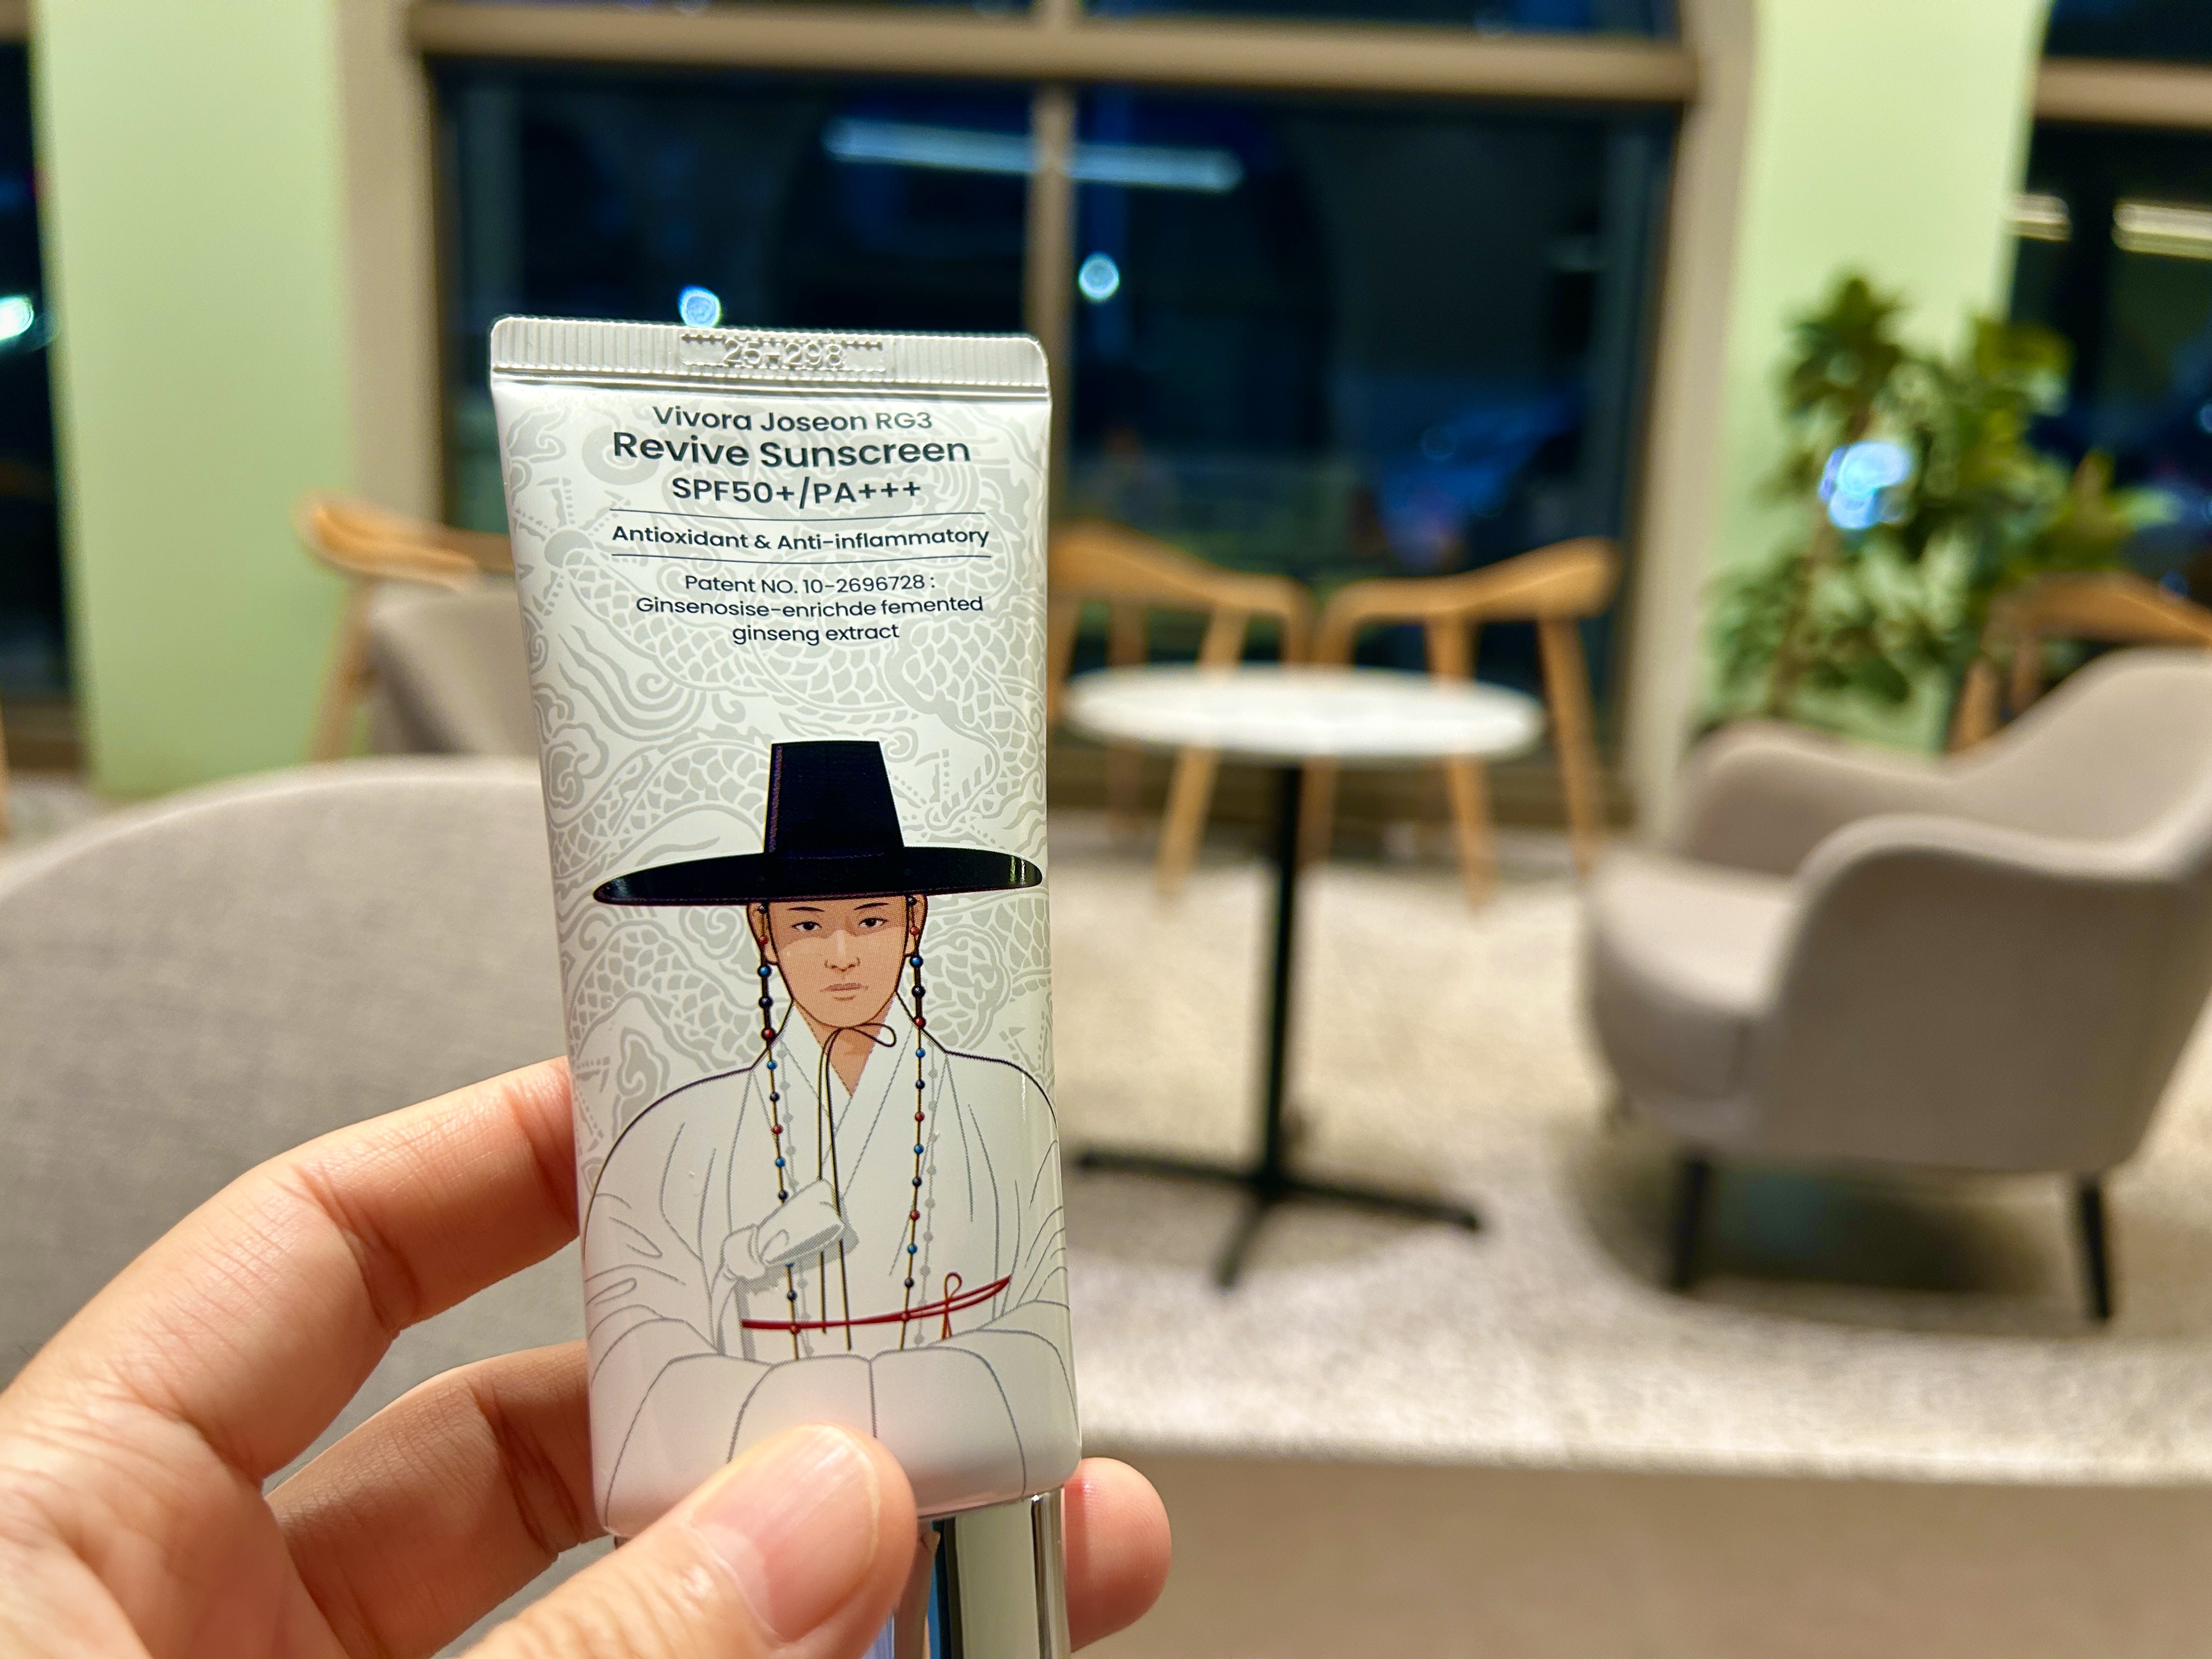 25-298
Vivora Joseon RG3
Revive Sunscreen
SPF50+/PA+++
Antioxidant & Anti-inflammatory
Patent NO. 10-2696728 :
Ginsenosise-enrichde femented
ginseng extract